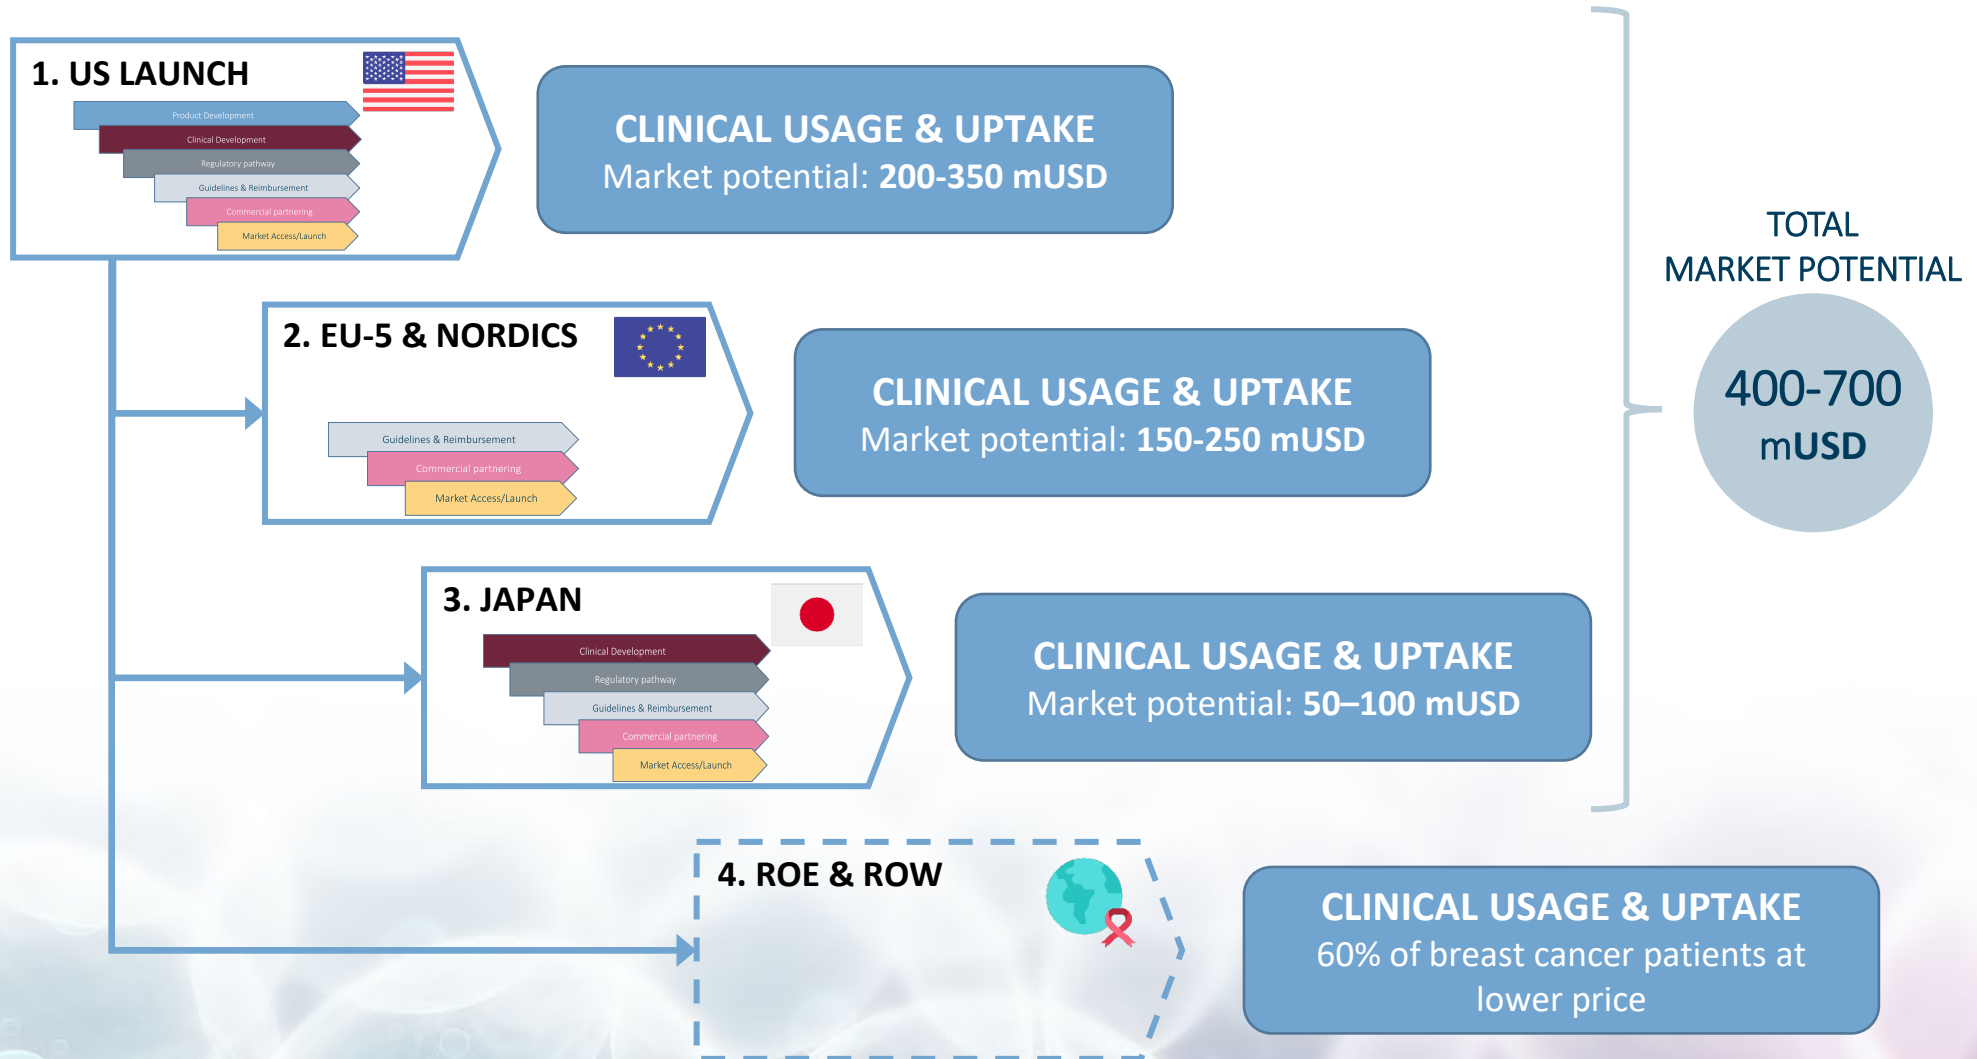 1. US LAUNCH
Product Development
Clinical Development
Regulatory pathway
Guidelines & Reimbursement
Commercial partnering
Market Access/Launch
CLINICAL USAGE & UPTAKE
Market potential: 200-350 mUSD
2. EU-5 & NORDICS
Guidelines & Reimbursement
Commercial partnering
Market Access/Launch
CLINICAL USAGE & UPTAKE
Market potential: 150-250 mUSD
3. JAPAN
Clinical Development
Regulatory pathway
Guidelines & Reimbursement
Commercial partnering
Market Access/Launch
CLINICAL USAGE & UPTAKE
Market potential: 50–100 mUSD
4. ROE & ROW
CLINICAL USAGE & UPTAKE
60% of breast cancer patients at
lower price
TOTAL
MARKET POTENTIAL
400-700
mUSD